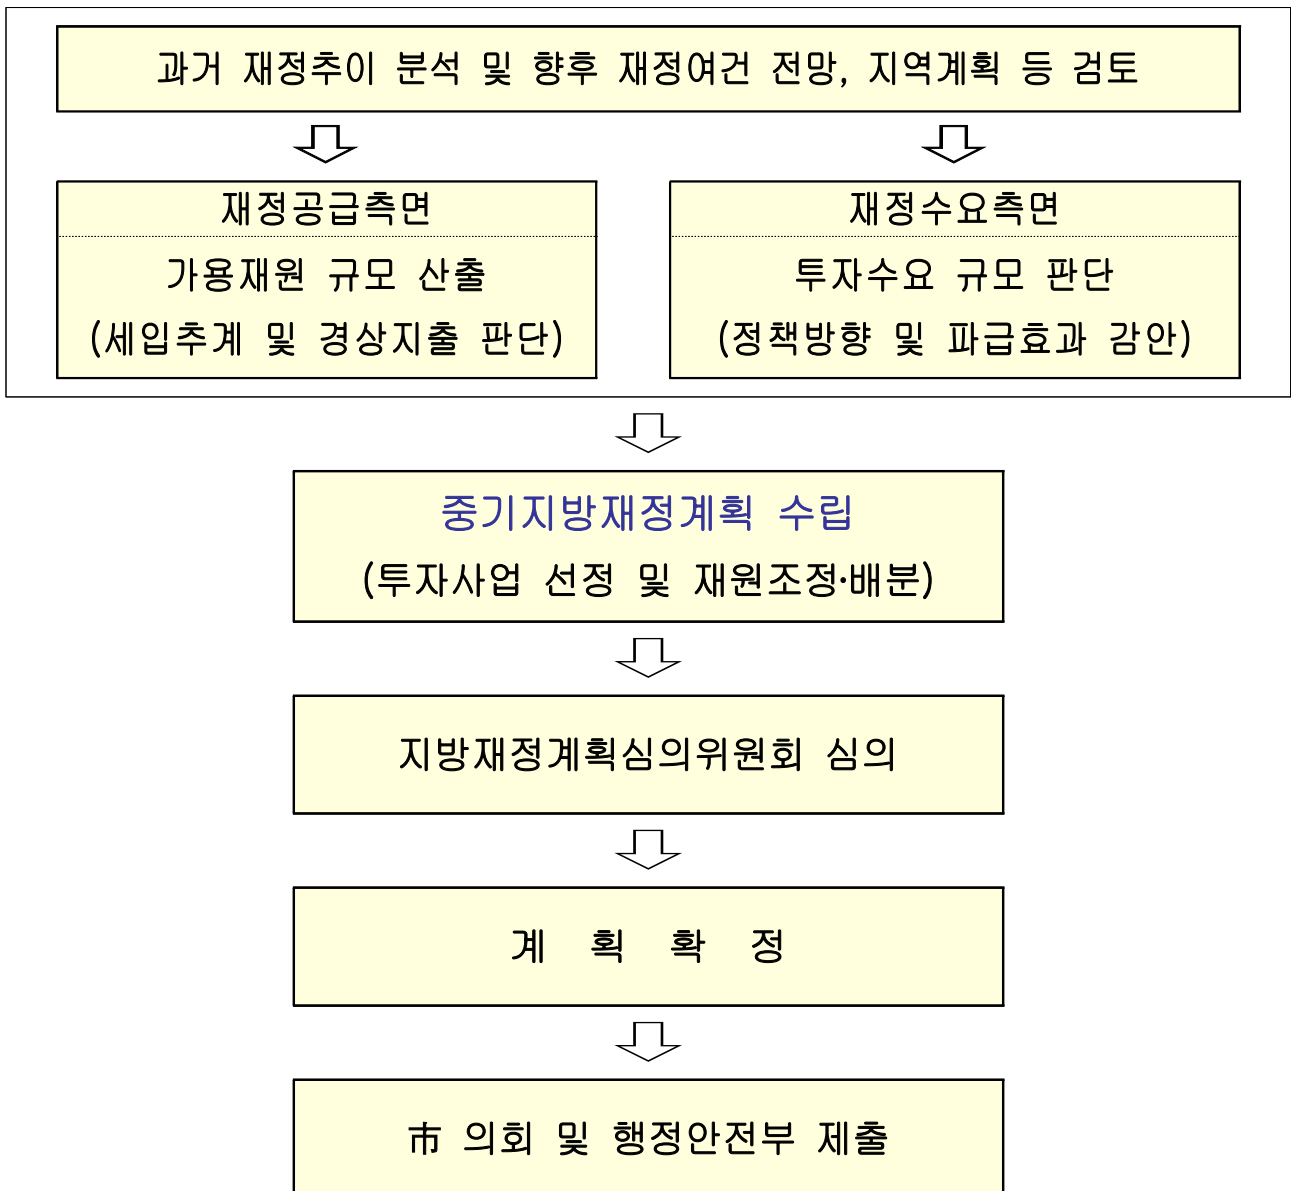 과거 재정추이 분석 및 향후 재정여건 전망, 지역계획 등 검토
재정공급측면
가용재원 규모 산출
(세입추계 및 경상지출 판단)
재정수요측면
투자수요 규모 판단
(정책방향 및 파급효과 감안)
중기지방재정계획 수립
(투자사업 선정 및 재원조정·배분)
지방재정계획심의위원회 심의
계 획 확 정
市 의회 및 행정안전부 제출